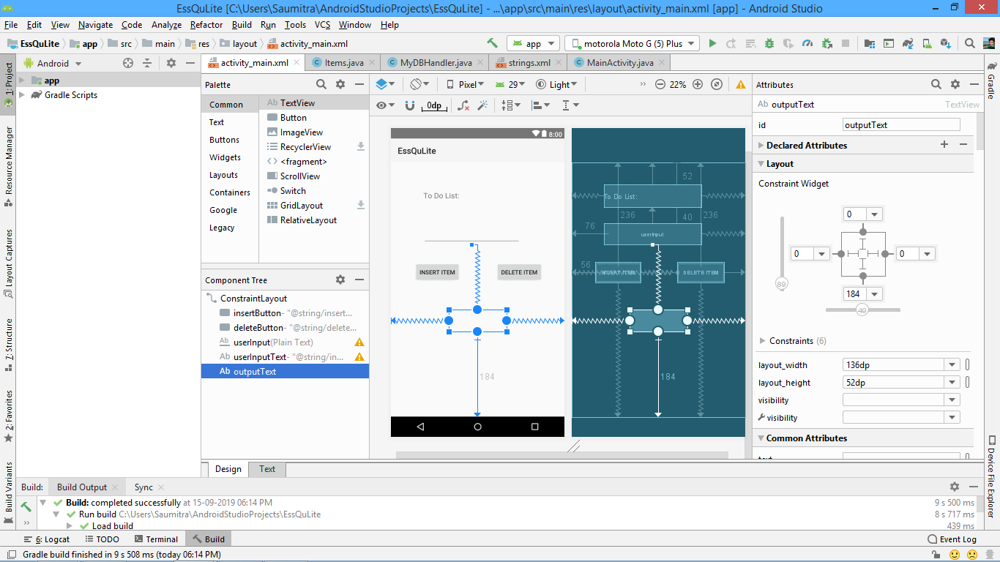 EssQuLite [C:\Users\Saumitra\AndroidStudioProjects\EssQuLite] - ...\app\src\main\res\layout\activity_main.xml [app] - Android Studio
File Edit View Navigate Code Analyze Refactor Build Run Tools VCS Window Help
EssQuLite app src main res layout activity_main.xml
app motorola Moto G (5) Plus
1: Project
Resource Manager
Layout Captures
7: Structure
2: Favorites
Build Variants
Android
app
Gradle Scripts
activity_main.xml Items.java MyDBHandler.java strings.xml MainActivity.java
Palette
Common
Text
Buttons
Widgets
Layouts
Containers
Google
Legacy
Ab TextView
Button
ImageView
RecyclerView
<fragment>
ScrollView
Switch
GridLayout
RelativeLayout
Component Tree
ConstraintLayout
insertButton- "@string/insert...
deleteButton- "@string/delete...
Ab userInput(Plain Text)
Ab userInputText- "@string/in...
Ab outputText
Pixel 29 Light 22%
0dp
8:00
EssQuLite
To Do List:
INSERT ITEM DELETE ITEM
184
52
To Do List:
236 40 236
76
userInput
56
INSERT ITEM DELETE ITEM
184
Design Text
Attributes
Ab outputText TextView
id outputText
Declared Attributes
Layout
Constraint Widget
0
0 0
89
184
49
Constraints (6)
layout_width 136dp
layout_height 52dp
visibility
visibility
Common Attributes
text
Gradle
Device File Explorer
Build: Build Output Sync
Build: completed successfully at 15-09-2019 06:14 PM 9 s 500 ms
Run build C:\Users\Saumitra\AndroidStudioProjects\EssQuLite 8 s 717 ms
Load build 439 ms
6: Logcat TODO Terminal Build Event Log
Gradle build finished in 9 s 508 ms (today 06:14 PM)